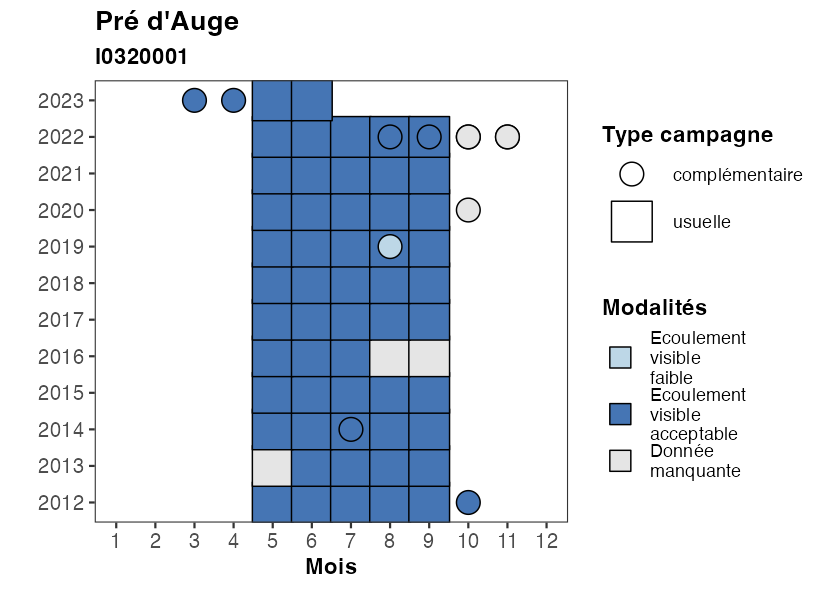 Pré d'Auge
I0320001
2023
2022
2021
2020
2019
2018
2017
2016
2015
2014
2013
2012
1 2 3 4 5 6 7 8 9 10 11 12
Mois
Type campagne
complémentaire
usuelle
Modalités
Ecoulement
visible
faible
Ecoulement
visible
acceptable
Donnée
manquante